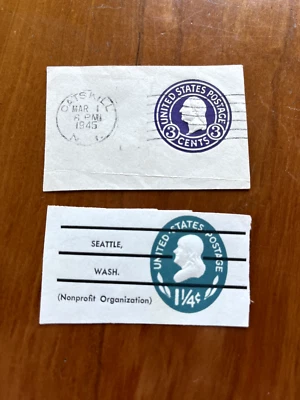 CATSKILL
MAR 1
6 PM
1945
N. Y.
UNITED STATES POSTAGE
3 CENTS 3
SEATTLE,
WASH.
(Nonprofit Organization)
UNITED STATES POSTAGE
1¼¢